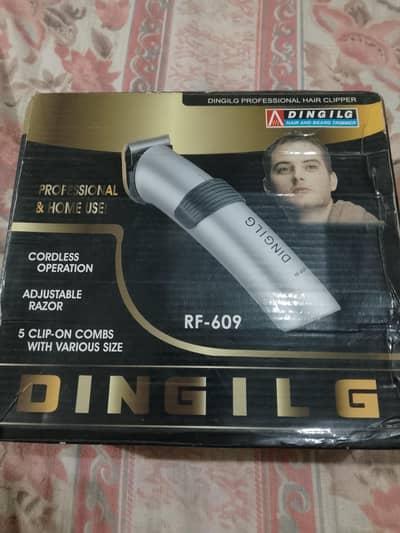 DINGILG PROFESSIONAL HAIR CLIPPER
DINGILG
HAIR AND BEARD TRIMMER
PROFESSIONAL
& HOME USE!
DINGILG
CORDLESS
OPERATION
ADJUSTABLE
RAZOR
RF-609
5 CLIP-ON COMBS
WITH VARIOUS SIZE
DINGILG